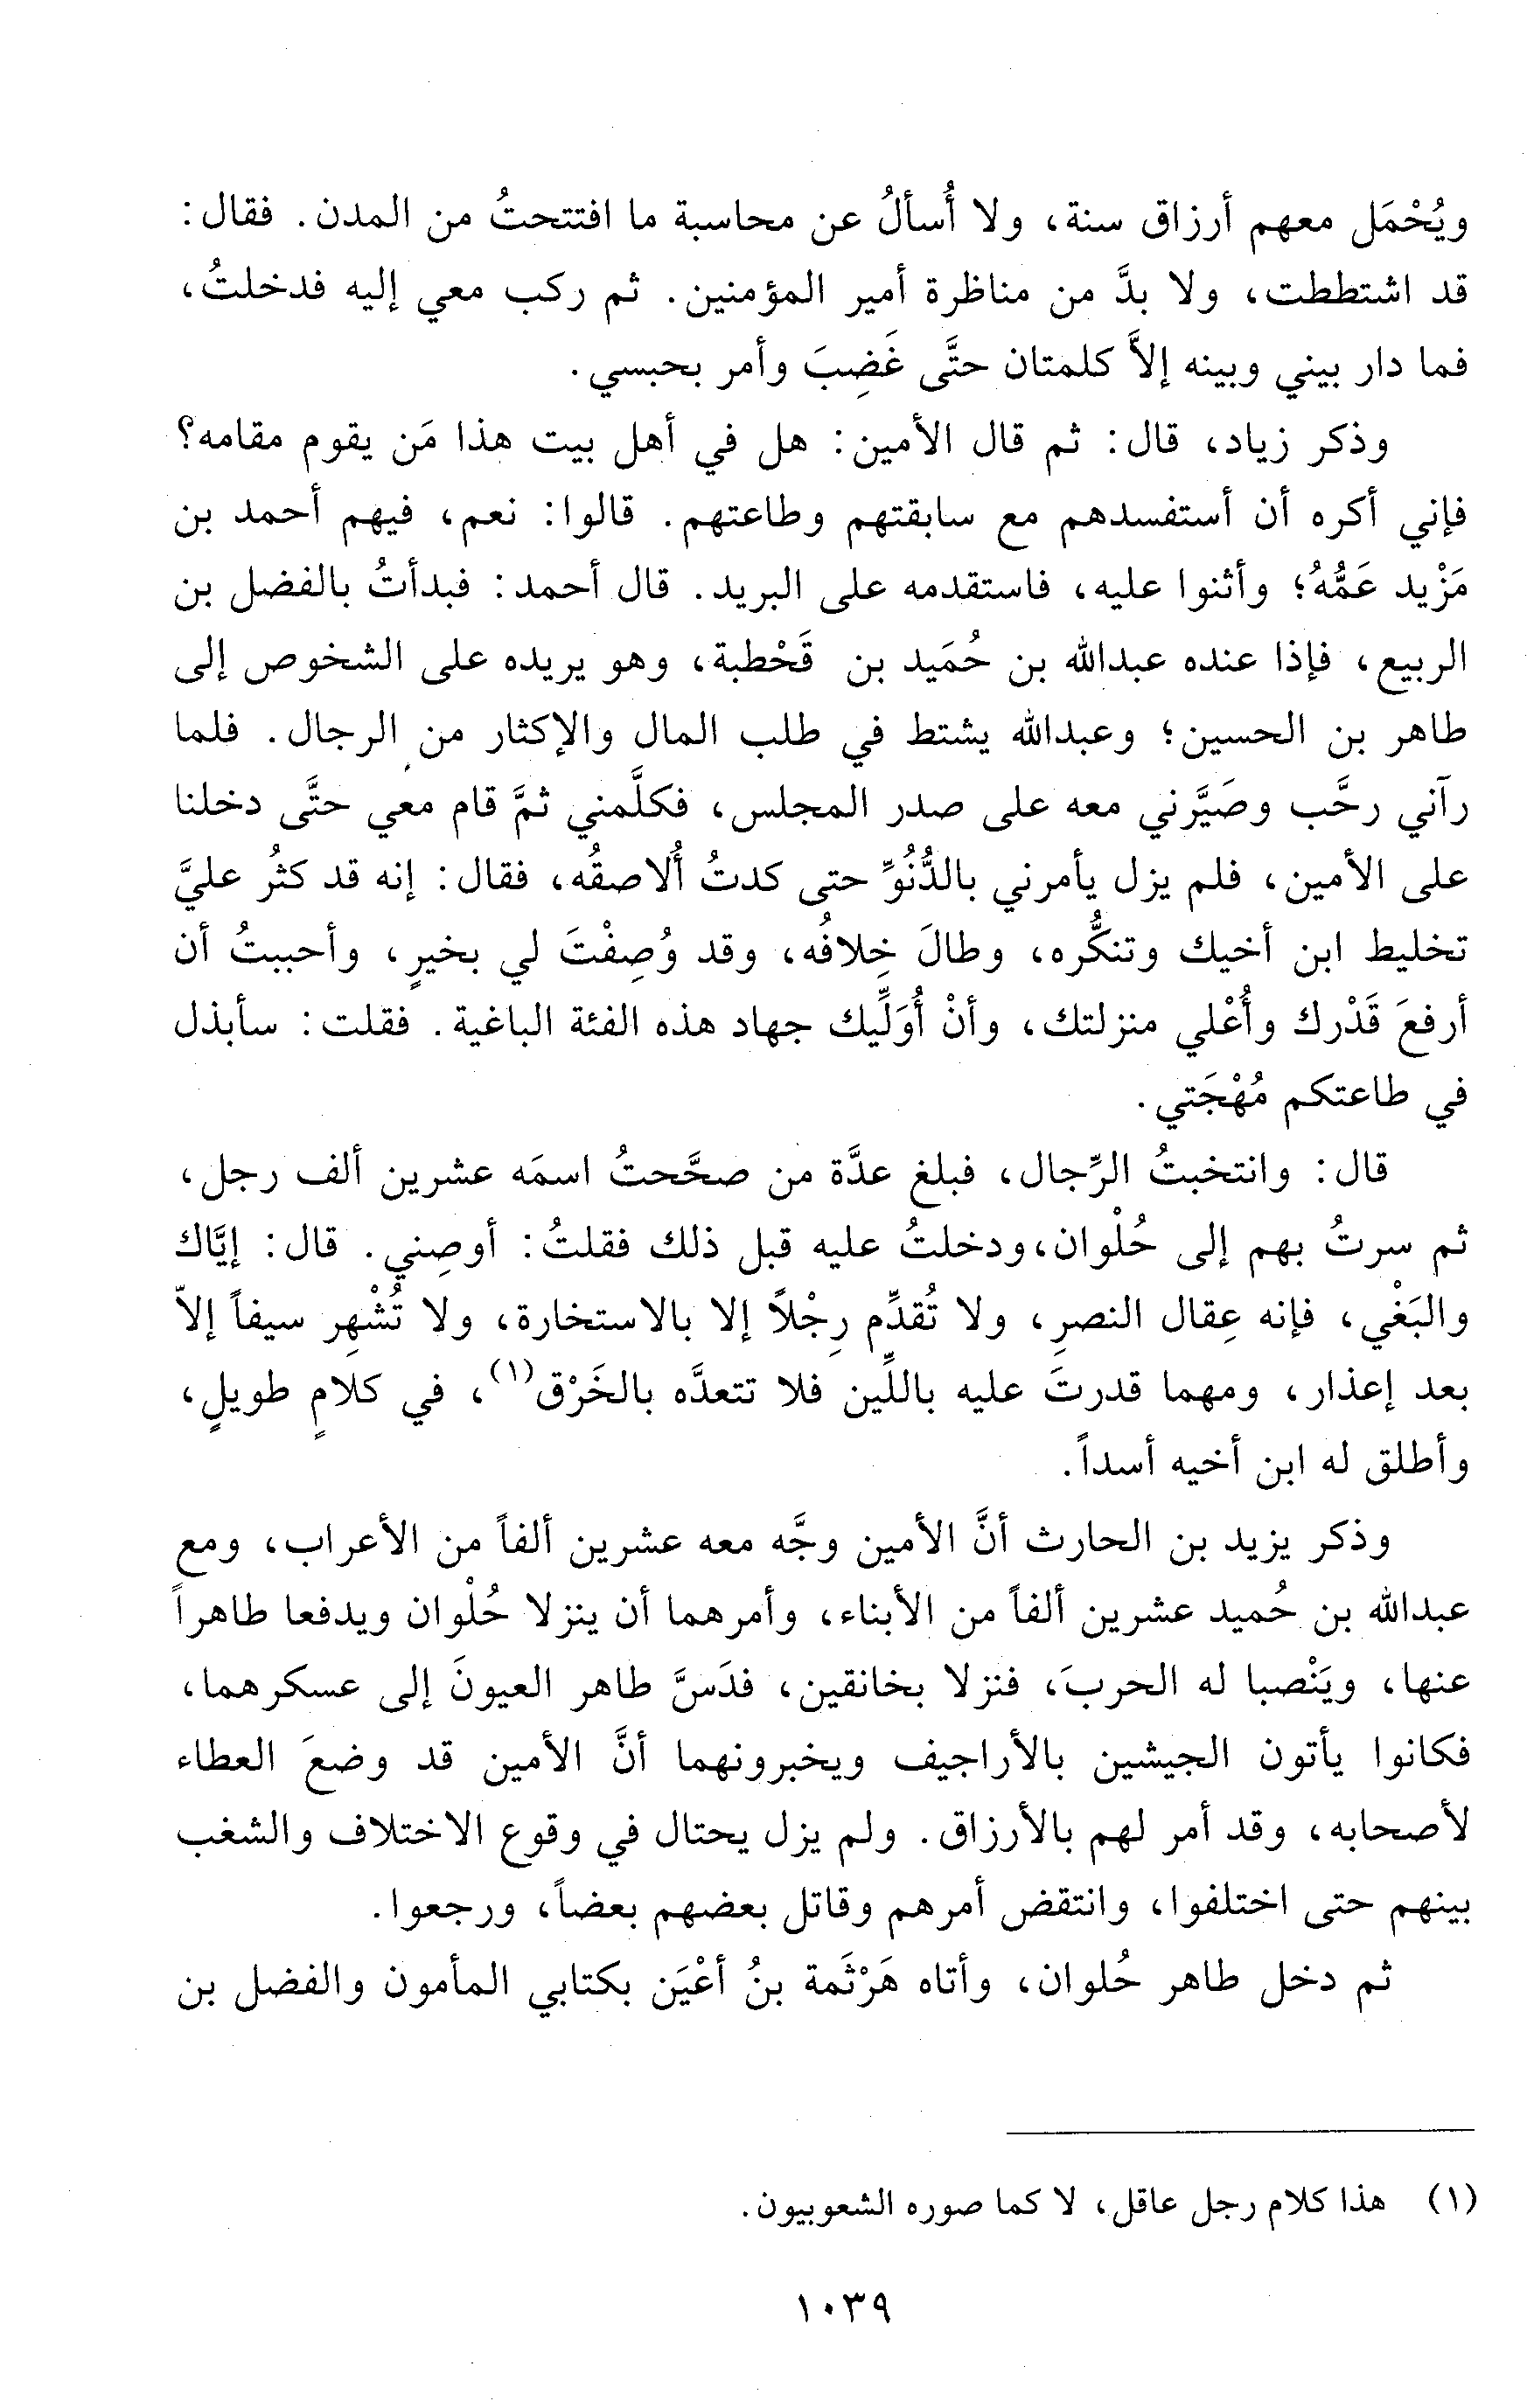 ويُحْمَل معهم أرزاق سنة، ولا أُسأَلُ عن محاسبة ما افتتحتُ من المدن. فقال:
قد اشتططت، ولا بدَّ من مناظرة أمير المؤمنين. ثم ركب معي إليه فدخلتُ،
فما دار بيني وبينه إلاَّ كلمتان حتَّى غَضِبَ وأمر بحبسي.
وذكر زياد، قال: ثم قال الأمين: هل في أهل بيت هذا مَن يقوم مقامه؟
فإني أكره أن أستفسدهم مع سابقتهم وطاعتهم. قالوا: نعم، فيهم أحمد بن
مَزْيد عَمُّهُ؛ وأثنوا عليه، فاستقدمه على البريد. قال أحمد: فبدأتُ بالفضل بن
الربيع، فإذا عنده عبدالله بن حُمَيد بن قَحْطبة، وهو يريده على الشخوص إلى
طاهر بن الحسين؛ وعبدالله يشتط في طلب المال والإكثار من الرجال. فلما
رآني رحَّب وصَيَّرني معه على صدر المجلس، فكلَّمني ثمَّ قام معي حتَّى دخلنا
على الأمين، فلم يزل يأمرني بالدُّنُوِّ حتى كدتُ أُلاصقُه، فقال: إنه قد كثُر عليَّ
تخليط ابن أخيك وتنكُّره، وطالَ خِلافُه، وقد وُصِفْتَ لي بخيرٍ، وأحببتُ أن
أرفعَ قَدْرك وأُعْلي منزلتك، وأنْ أُوَلِّيك جهاد هذه الفئة الباغية. فقلت: سأبذل
في طاعتكم مُهْجَتي.
قال: وانتخبتُ الرِّجال، فبلغ عدَّة من صحَّحتُ اسمَه عشرين ألف رجل،
ثم سرتُ بهم إلى حُلْوان، ودخلتُ عليه قبل ذلك فقلتُ: أوصِني. قال: إيَّاك
والبَغْي، فإنه عِقال النصرِ، ولا تُقدِّم رِجْلاً إلا بالاستخارة، ولا تُشْهِر سيفاً إلاّ
بعد إعذار، ومهما قدرتَ عليه باللِّين فلا تتعدَّه بالخَرْق(١)، في كلامٍ طويلٍ،
وأطلق له ابن أخيه أسداً.
وذكر يزيد بن الحارث أنَّ الأمين وجَّه معه عشرين ألفاً من الأعراب، ومع
عبدالله بن حُميد عشرين ألفاً من الأبناء، وأمرهما أن ينزلا حُلْوان ويدفعا طاهراً
عنها، ويَنْصبا له الحربَ، فنزلا بخانقين، فدَسَّ طاهر العيونَ إلى عسكرهما،
فكانوا يأتون الجيشين بالأراجيف ويخبرونهما أنَّ الأمين قد وضعَ العطاء
لأصحابه، وقد أمر لهم بالأرزاق. ولم يزل يحتال في وقوع الاختلاف والشغب
بينهم حتى اختلفوا، وانتقض أمرهم وقاتل بعضهم بعضاً، ورجعوا.
ثم دخل طاهر حُلوان، وأتاه هَرْثَمة بنُ أعْيَن بكتابي المأمون والفضل بن
(١) هذا كلام رجل عاقل، لا كما صوره الشعوبيون.
١٠٣٩